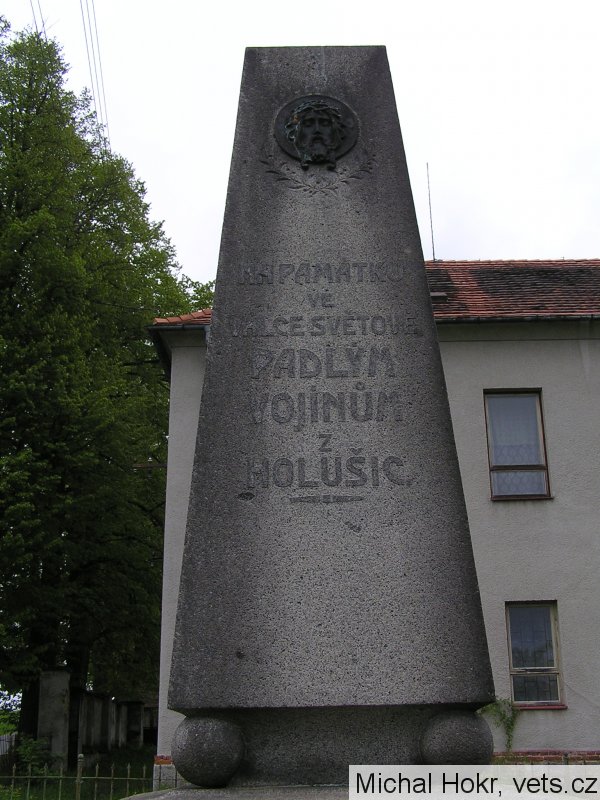 NA PAMÁTKU
VE
VÁLCE SVĚTOVÉ
PADLÝM
VOJÍNŮM
Z
HOLUŠIC.
Michal Hokr, vets.cz